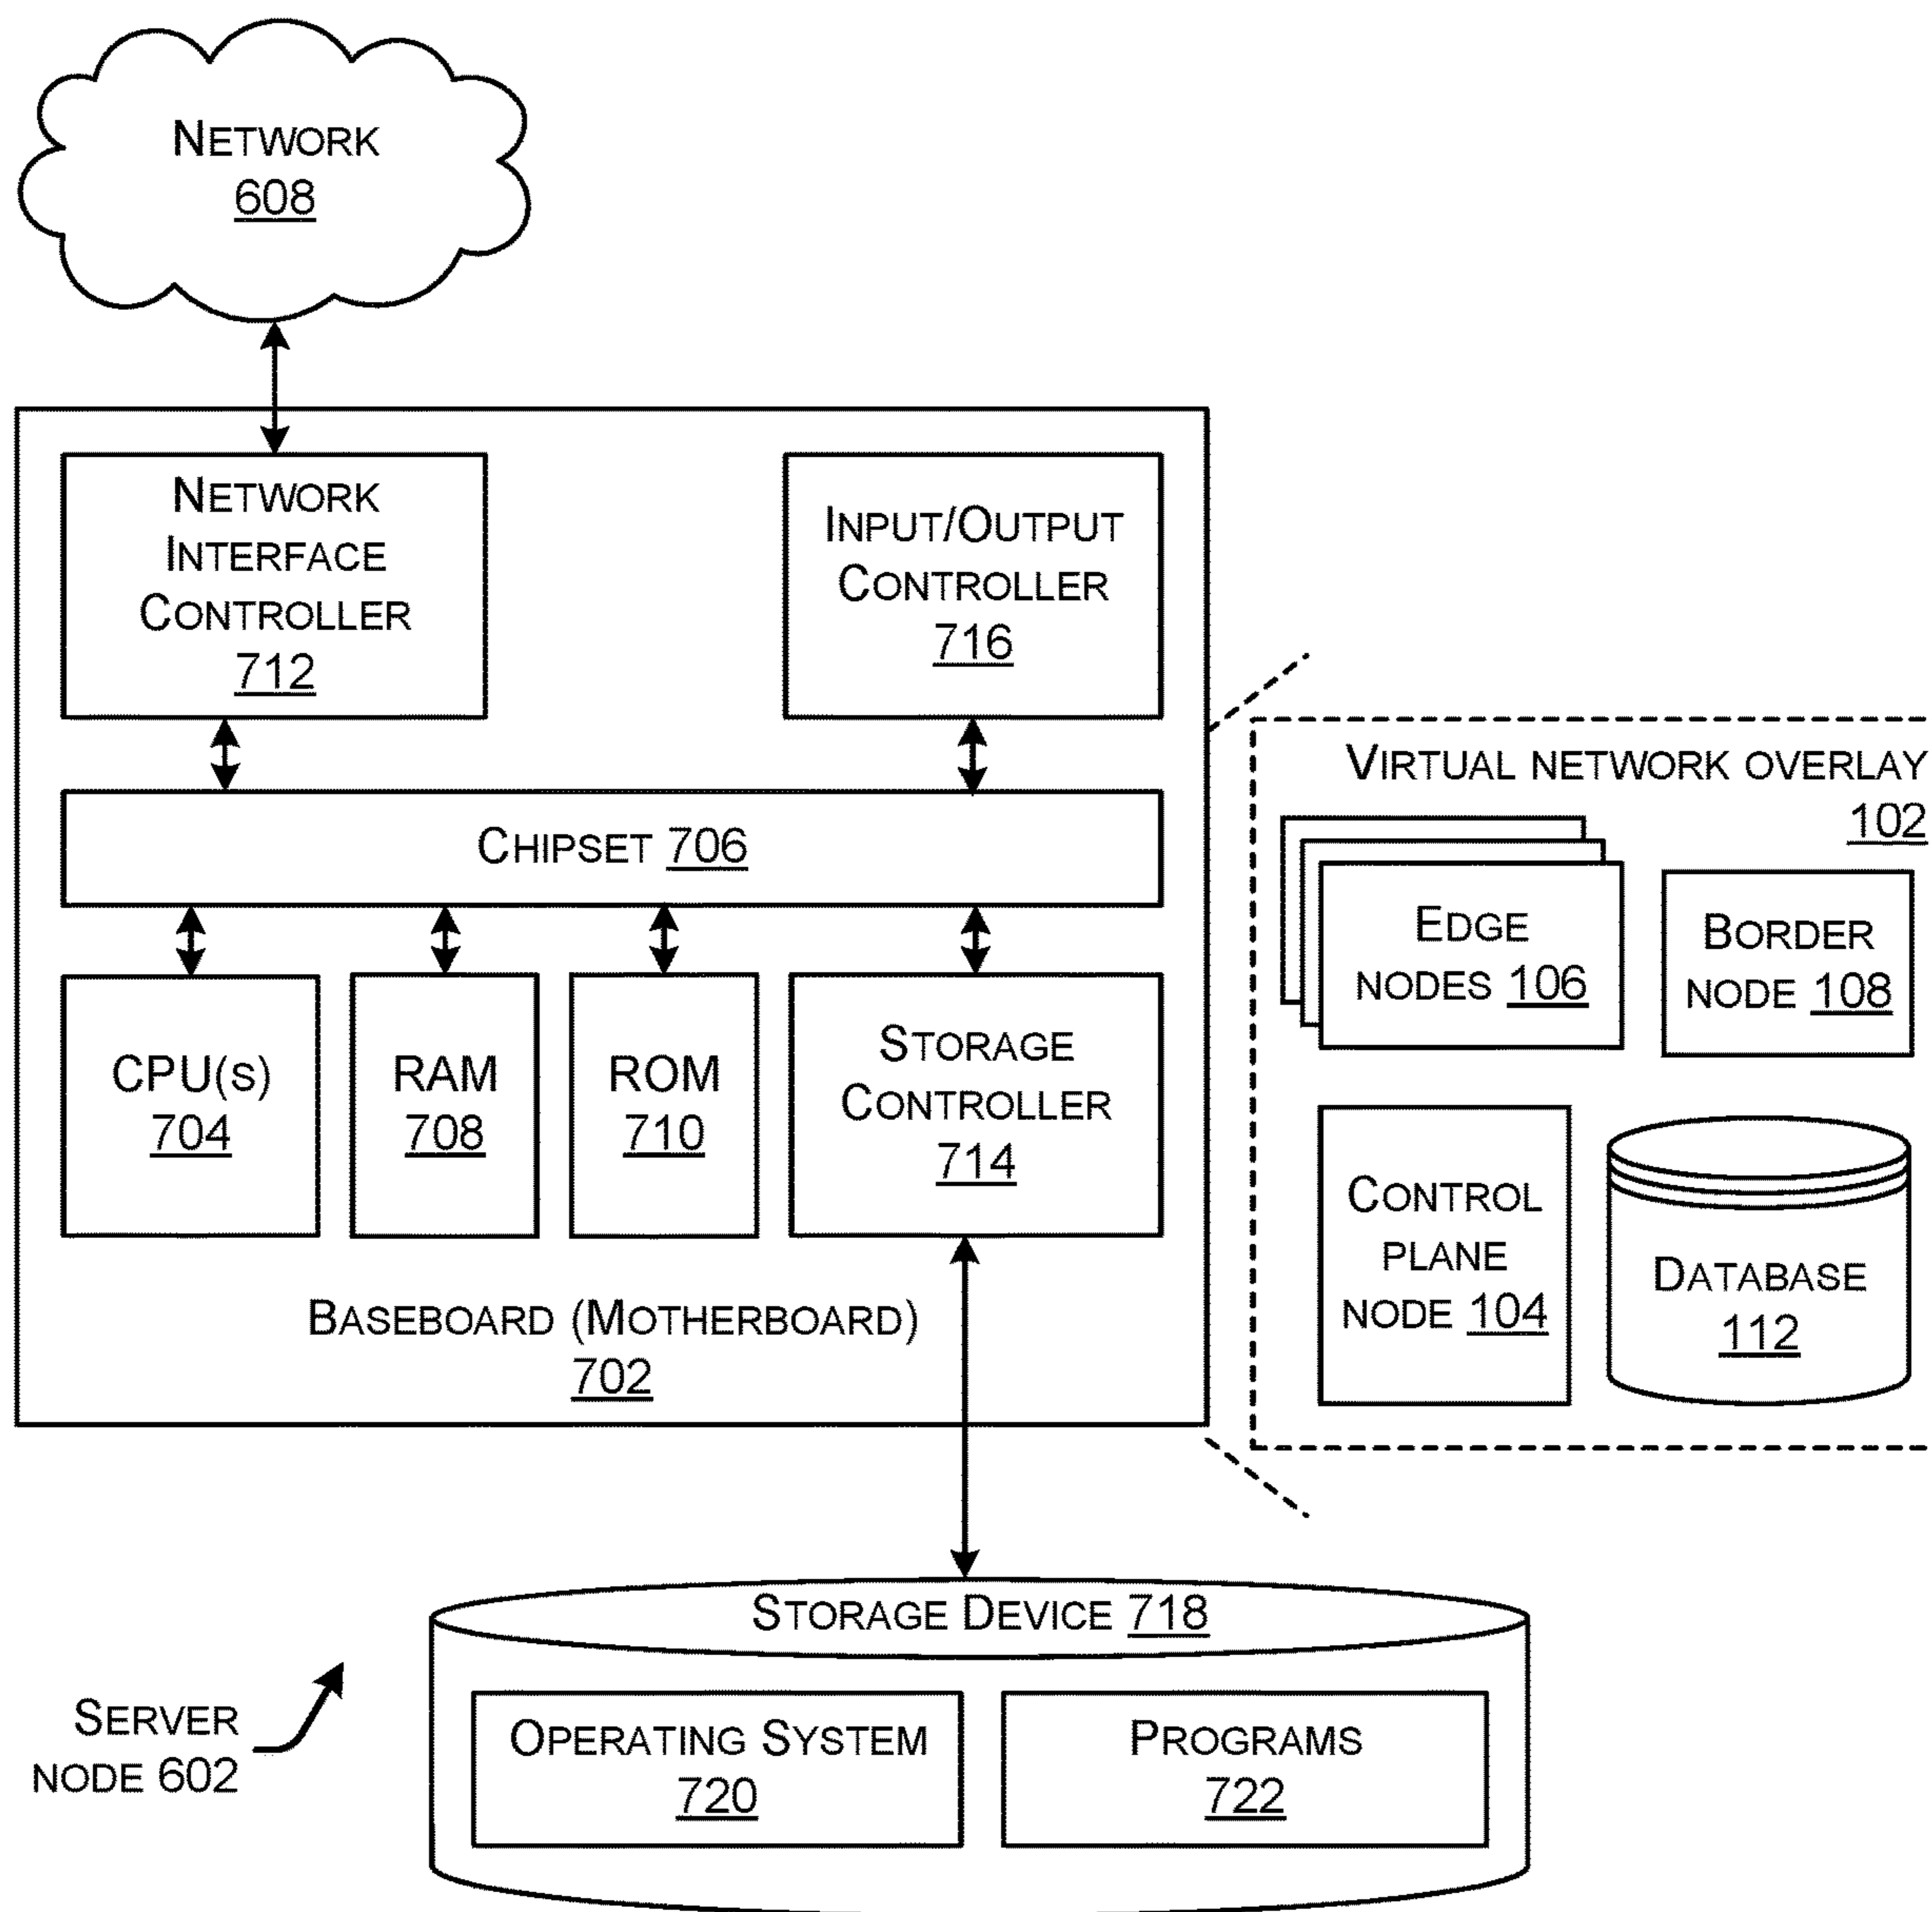 NETWORK
608
NETWORK
INTERFACE
CONTROLLER
712
INPUT/OUTPUT
CONTROLLER
716
CHIPSET 706
CPU(S)
704
RAM
708
ROM
710
STORAGE
CONTROLLER
714
BASEBOARD (MOTHERBOARD)
702
VIRTUAL NETWORK OVERLAY
102
EDGE
NODES 106
BORDER
NODE 108
CONTROL
PLANE
NODE 104
DATABASE
112
STORAGE DEVICE 718
OPERATING SYSTEM
720
PROGRAMS
722
SERVER
NODE 602